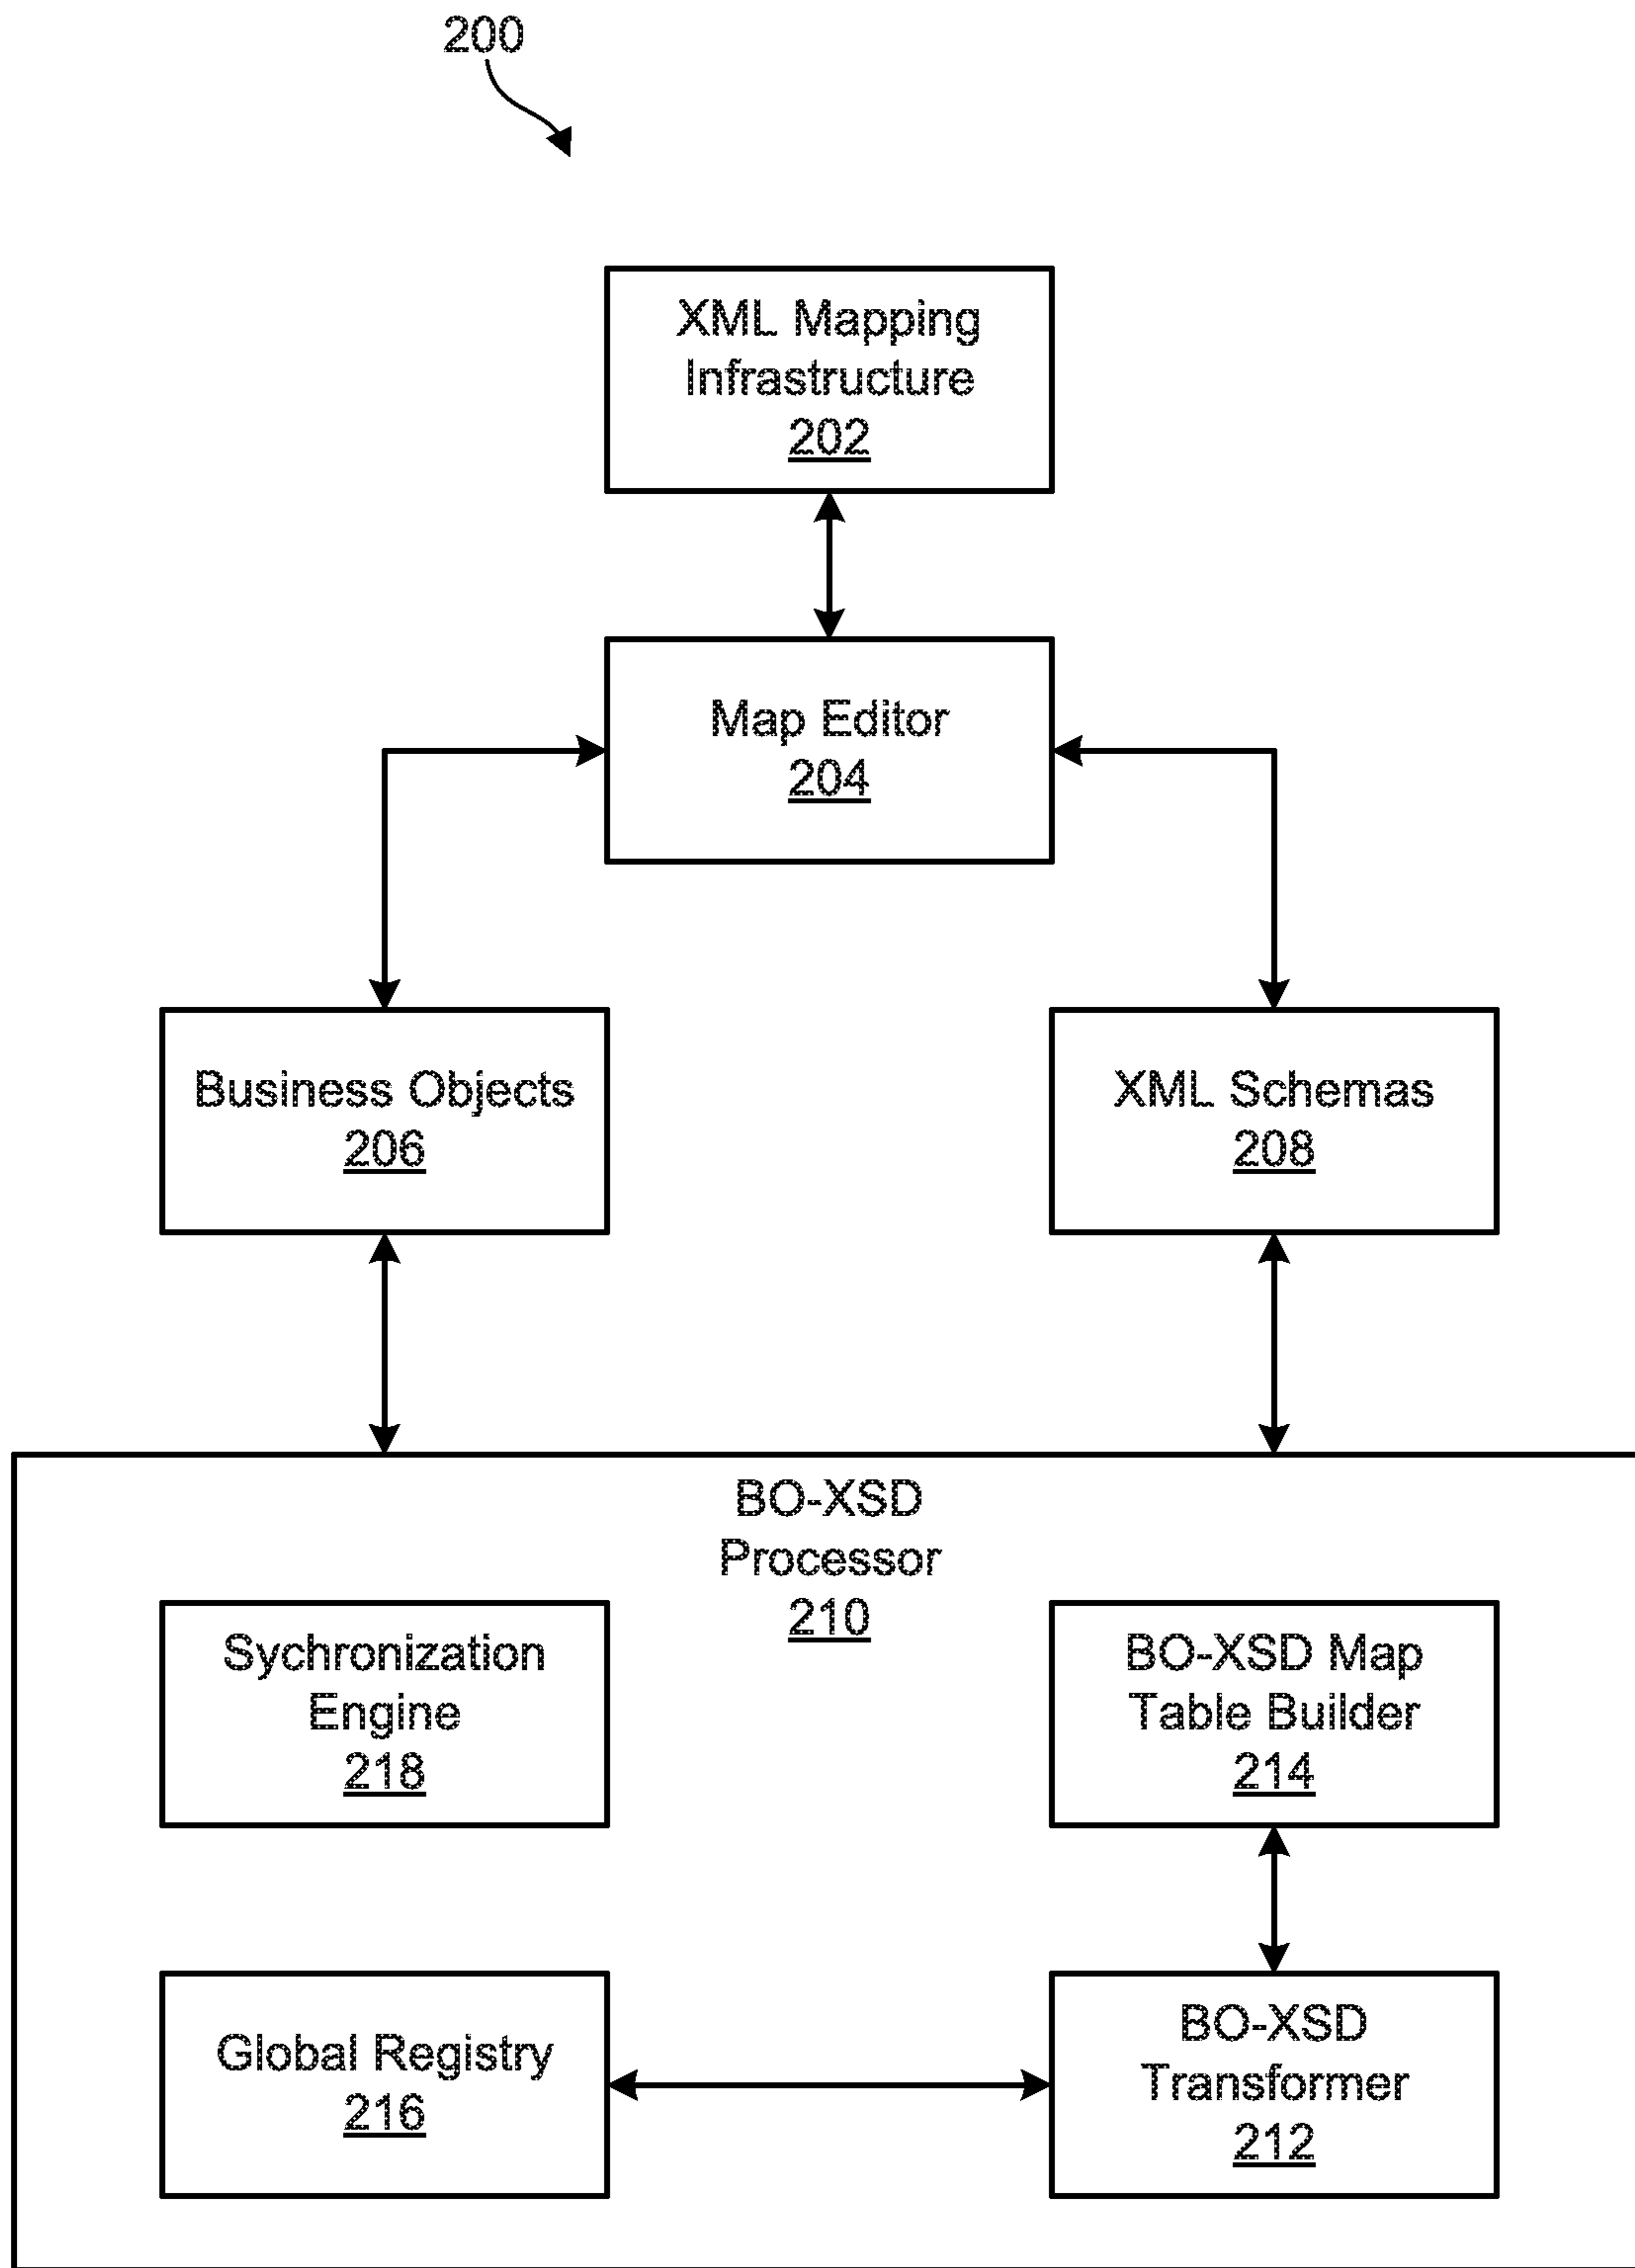 200
XML Mapping
Infrastructure
202
Map Editor
204
Business Objects
206
XML Schemas
208
BO-XSD
Processor
210
Sychronization
Engine
218
BO-XSD Map
Table Builder
214
Global Registry
216
BO-XSD
Transformer
212